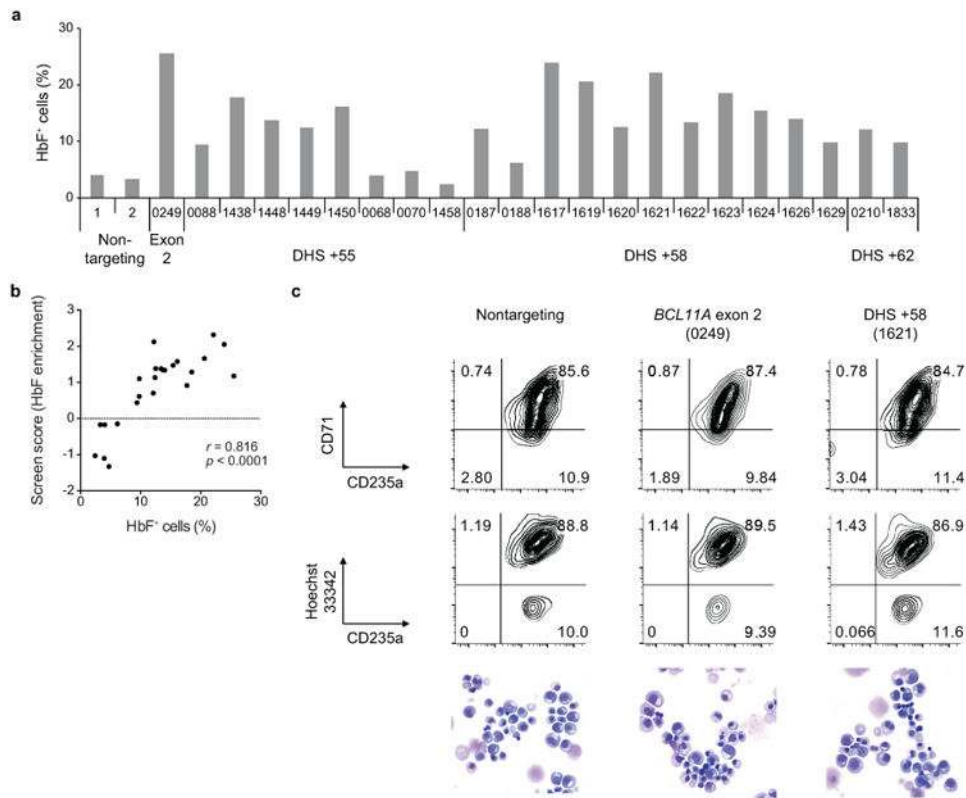 a
30
20
10
0
HbF⁺ cells (%)
1 2 0249 0088 1438 1448 1449 1450 0068 0070 1458 0187 0188 1617 1619 1620 1621 1622 1623 1624 1626 1629 0210 1833
Non-
targeting
Exon
2
DHS +55
DHS +58
DHS +62
b
3
2
1
0
-1
-2
Screen score (HbF enrichment)
r = 0.816
p < 0.0001
0 10 20 30
HbF⁺ cells (%)
c
Nontargeting
BCL11A exon 2
(0249)
DHS +58
(1621)
CD71
CD235a
0.74 85.6
2.80 10.9
0.87 87.4
1.89 9.84
0.78 84.7
3.04 11.4
Hoechst
33342
CD235a
1.19 88.8
0 10.0
1.14 89.5
0 9.39
1.43 86.9
0.066 11.6